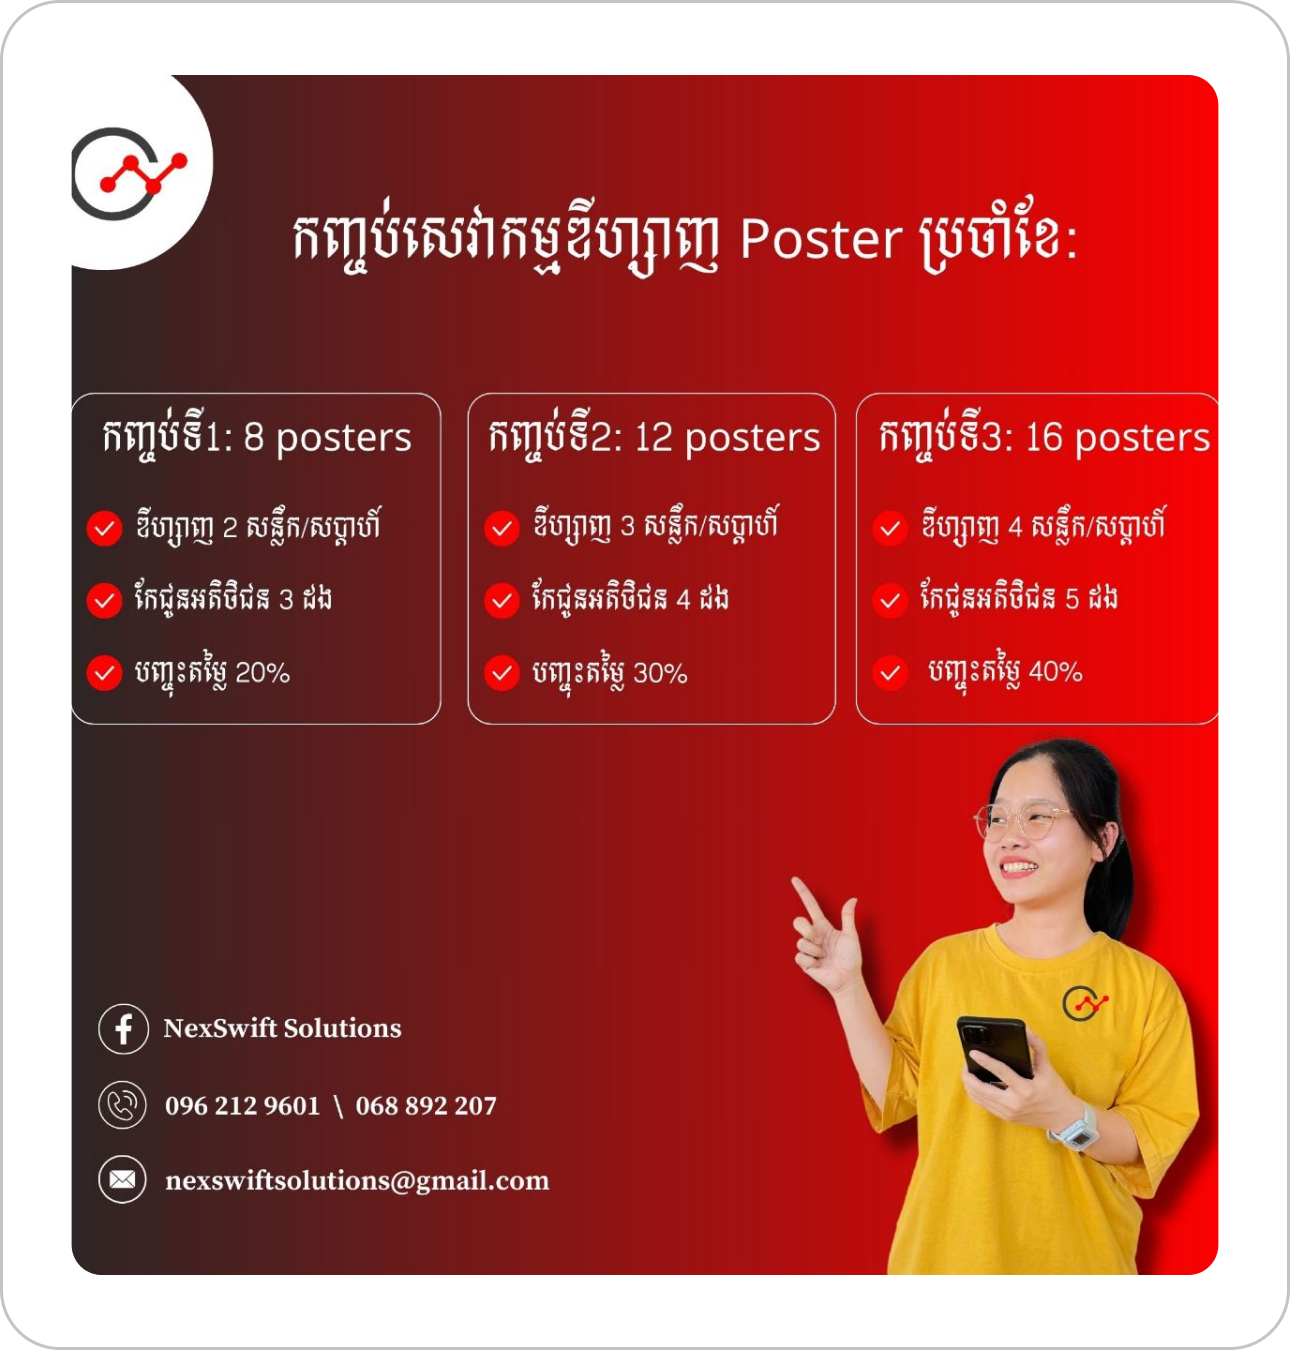 កញ្ចប់សេវាកម្មឌីហ្សាញ Poster ប្រចាំខែ:
កញ្ចប់ទី1: 8 posters
ឌីហ្សាញ 2 សន្លឹក/សប្តាហ៍
កែជូនអតិថិជន 3 ដង
បញ្ចុះតម្លៃ 20%
កញ្ចប់ទី2: 12 posters
ឌីហ្សាញ 3 សន្លឹក/សប្តាហ៍
កែជូនអតិថិជន 4 ដង
បញ្ចុះតម្លៃ 30%
កញ្ចប់ទី3: 16 posters
ឌីហ្សាញ 4 សន្លឹក/សប្តាហ៍
កែជូនអតិថិជន 5 ដង
បញ្ចុះតម្លៃ 40%
NexSwift Solutions
096 212 9601 \ 068 892 207
nexswiftsolutions@gmail.com